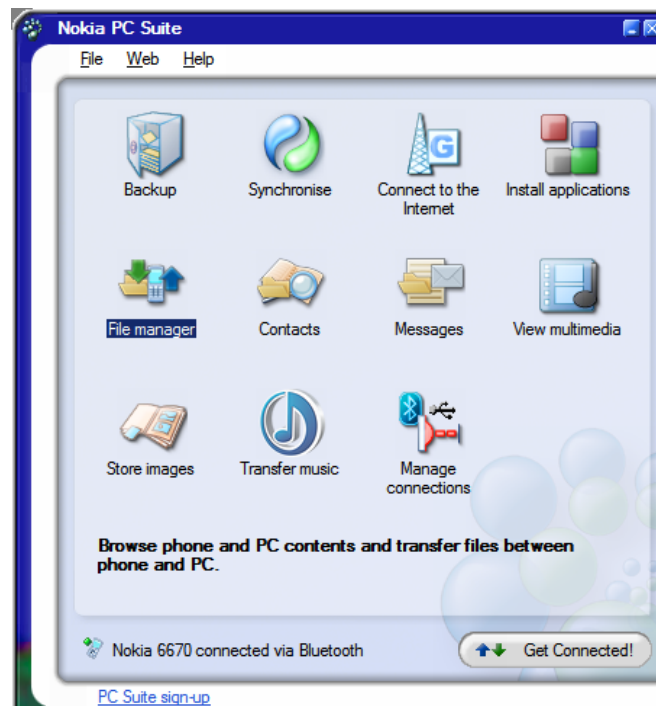 Nokia PC Suite
File Web Help
Backup
Synchronise
Connect to the
Internet
Install applications
G
File manager
Contacts
Messages
View multimedia
Store images
Transfer music
Manage
connections
Browse phone and PC contents and transfer files between
phone and PC.
Nokia 6670 connected via Bluetooth
Get Connected!
PC Suite sign-up